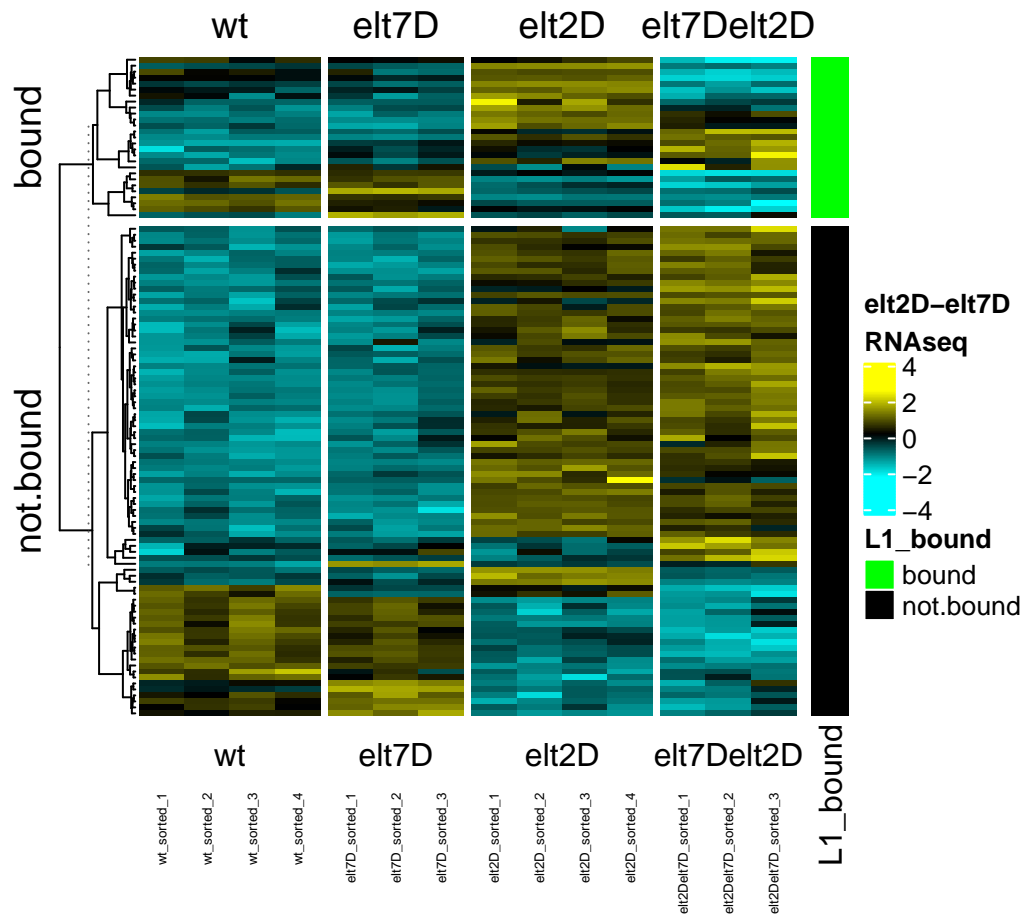 wt elt7D elt2D elt7Delt2D
bound
not.bound
elt2D−elt7D
RNAseq
4
2
0
−2
−4
L1_bound
bound
not.bound
wt elt7D elt2D elt7Delt2D
wt_sorted_1
wt_sorted_2
wt_sorted_3
wt_sorted_4
elt7D_sorted_1
elt7D_sorted_2
elt7D_sorted_3
elt2D_sorted_1
elt2D_sorted_2
elt2D_sorted_3
elt2D_sorted_4
elt2Delt7D_sorted_1
elt2Delt7D_sorted_2
elt2Delt7D_sorted_3
L1_bound